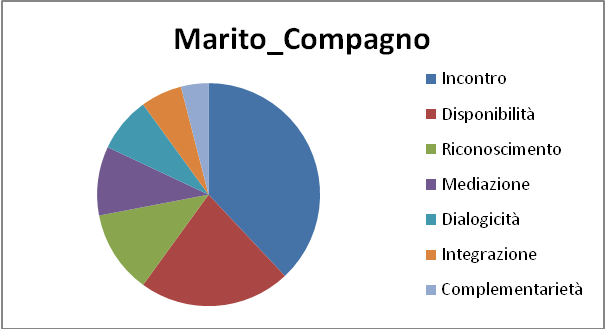 Marito_Compagno
Incontro
Disponibilità
Riconoscimento
Mediazione
Dialogicità
Integrazione
Complementarietà